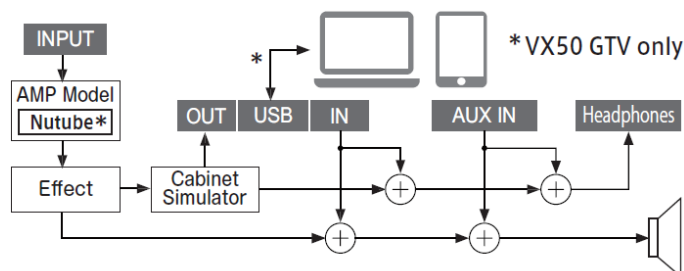 INPUT
* VX50 GTV only
*
AMP Model
Nutube*
OUT USB IN AUX IN Headphones
Effect
Cabinet
Simulator
+ +
+ +